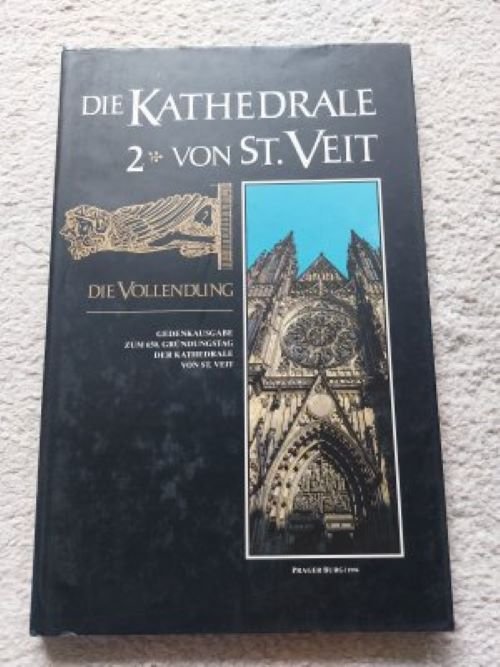 DIE KATHEDRALE
2* VON ST. VEIT
DIE VOLLENDUNG
GEDENKAUSGABE
ZUM 650. GRÜNDUNGSTAG
DER KATHEDRALE
VON ST. VEIT
PRAGER BURG 1994